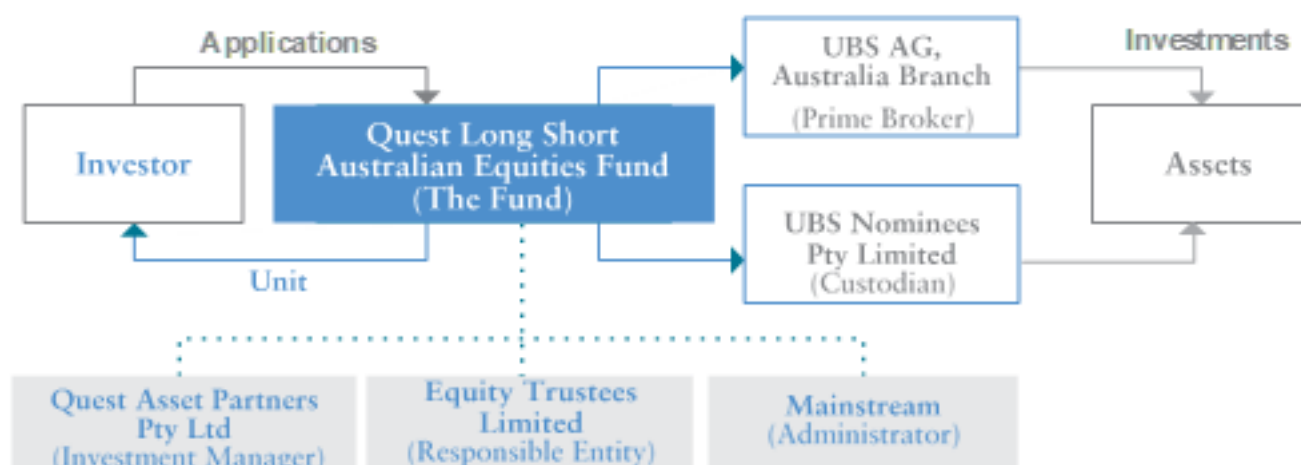 Applications
Investor
Unit
Quest Long Short
Australian Equities Fund
(The Fund)
UBS AG,
Australia Branch
(Prime Broker)
UBS Nominees
Pty Limited
(Custodian)
Investments
Assets
Quest Asset Partners
Pty Ltd
(Investment Manager)
Equity Trustees
Limited
(Responsible Entity)
Mainstream
(Administrator)